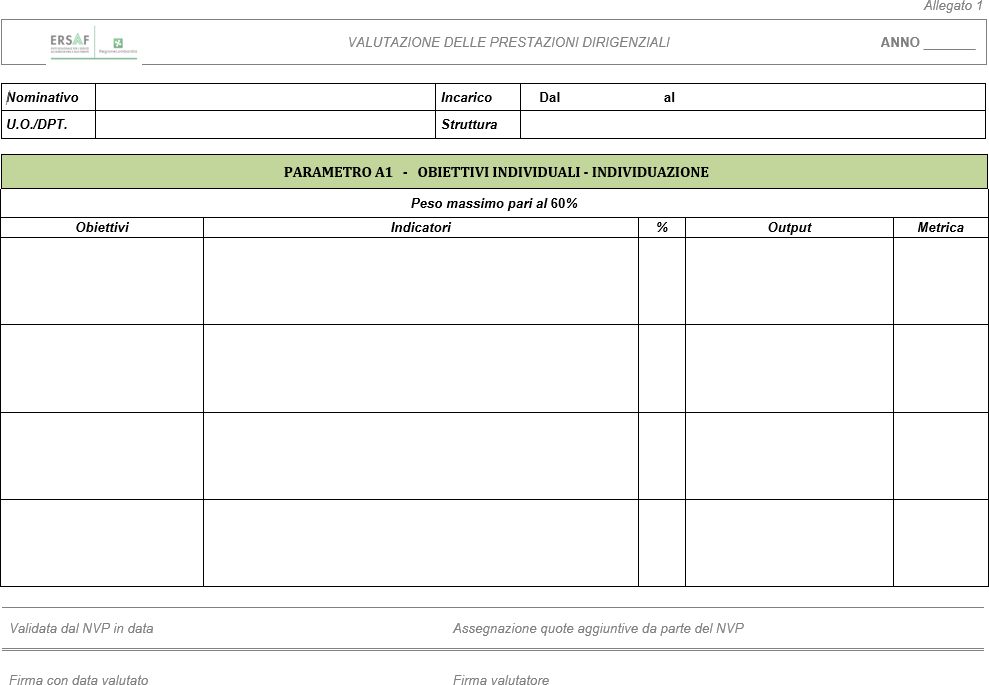 Allegato 1
ERSAF
VALUTAZIONE DELLE PRESTAZIONI DIRIGENZIALI ANNO _______
Nominativo Incarico Dal al
U.O./DPT. Struttura
PARAMETRO A1 - OBIETTIVI INDIVIDUALI - INDIVIDUAZIONE
Peso massimo pari al 60%
Obiettivi Indicatori % Output Metrica
Validata dal NVP in data Assegnazione quote aggiuntive da parte del NVP
Firma con data valutato Firma valutatore